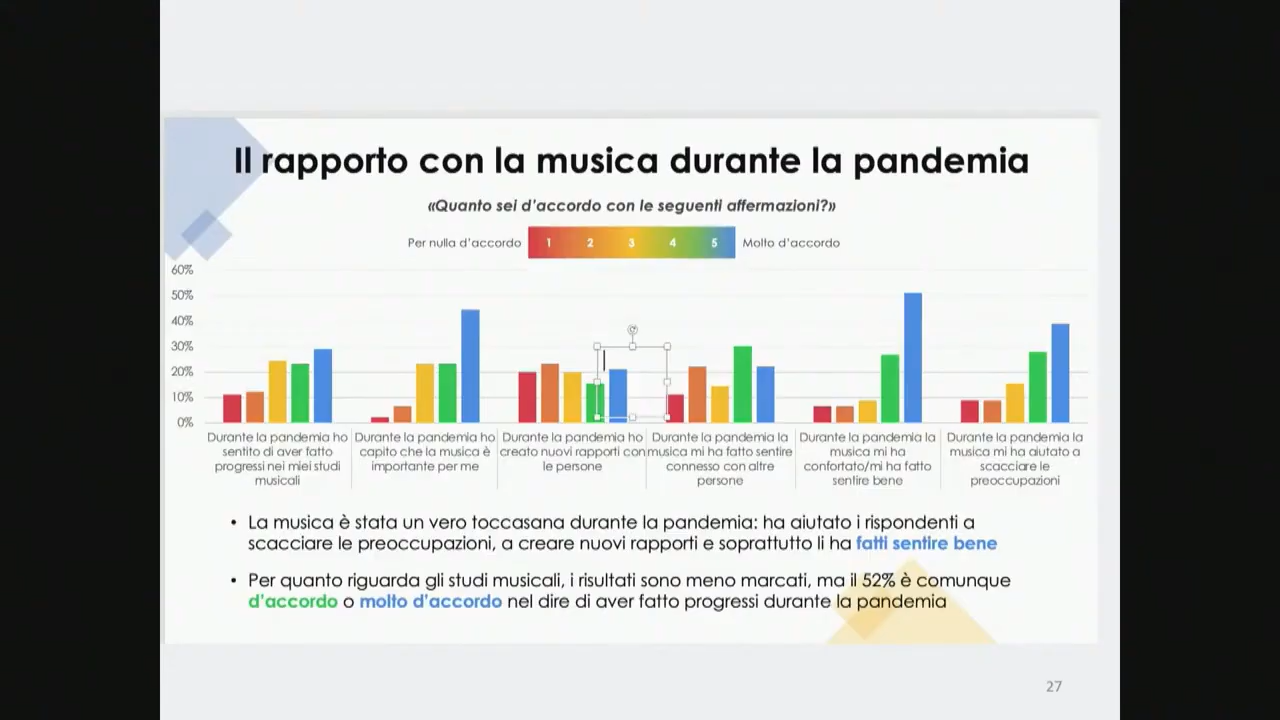 Il rapporto con la musica durante la pandemia
«Quanto sei d'accordo con le seguenti affermazioni?»
Per nulla d'accordo 1 2 3 4 5 Molto d'accordo
60%
50%
40%
30%
20%
10%
0%
Durante la pandemia ho
sentito di aver fatto
progressi nei miei studi
musicali
Durante la pandemia ho
capito che la musica è
importante per me
Durante la pandemia ho
creato nuovi rapporti con
le persone
Durante la pandemia la
musica mi ha fatto sentire
connesso con altre
persone
Durante la pandemia la
musica mi ha
confortato/mi ha fatto
sentire bene
Durante la pandemia la
musica mi ha aiutato a
scacciare le
preoccupazioni
• La musica è stata un vero toccasana durante la pandemia: ha aiutato i rispondenti a
scacciare le preoccupazioni, a creare nuovi rapporti e soprattutto li ha fatti sentire bene
• Per quanto riguarda gli studi musicali, i risultati sono meno marcati, ma il 52% è comunque
d'accordo o molto d'accordo nel dire di aver fatto progressi durante la pandemia
27